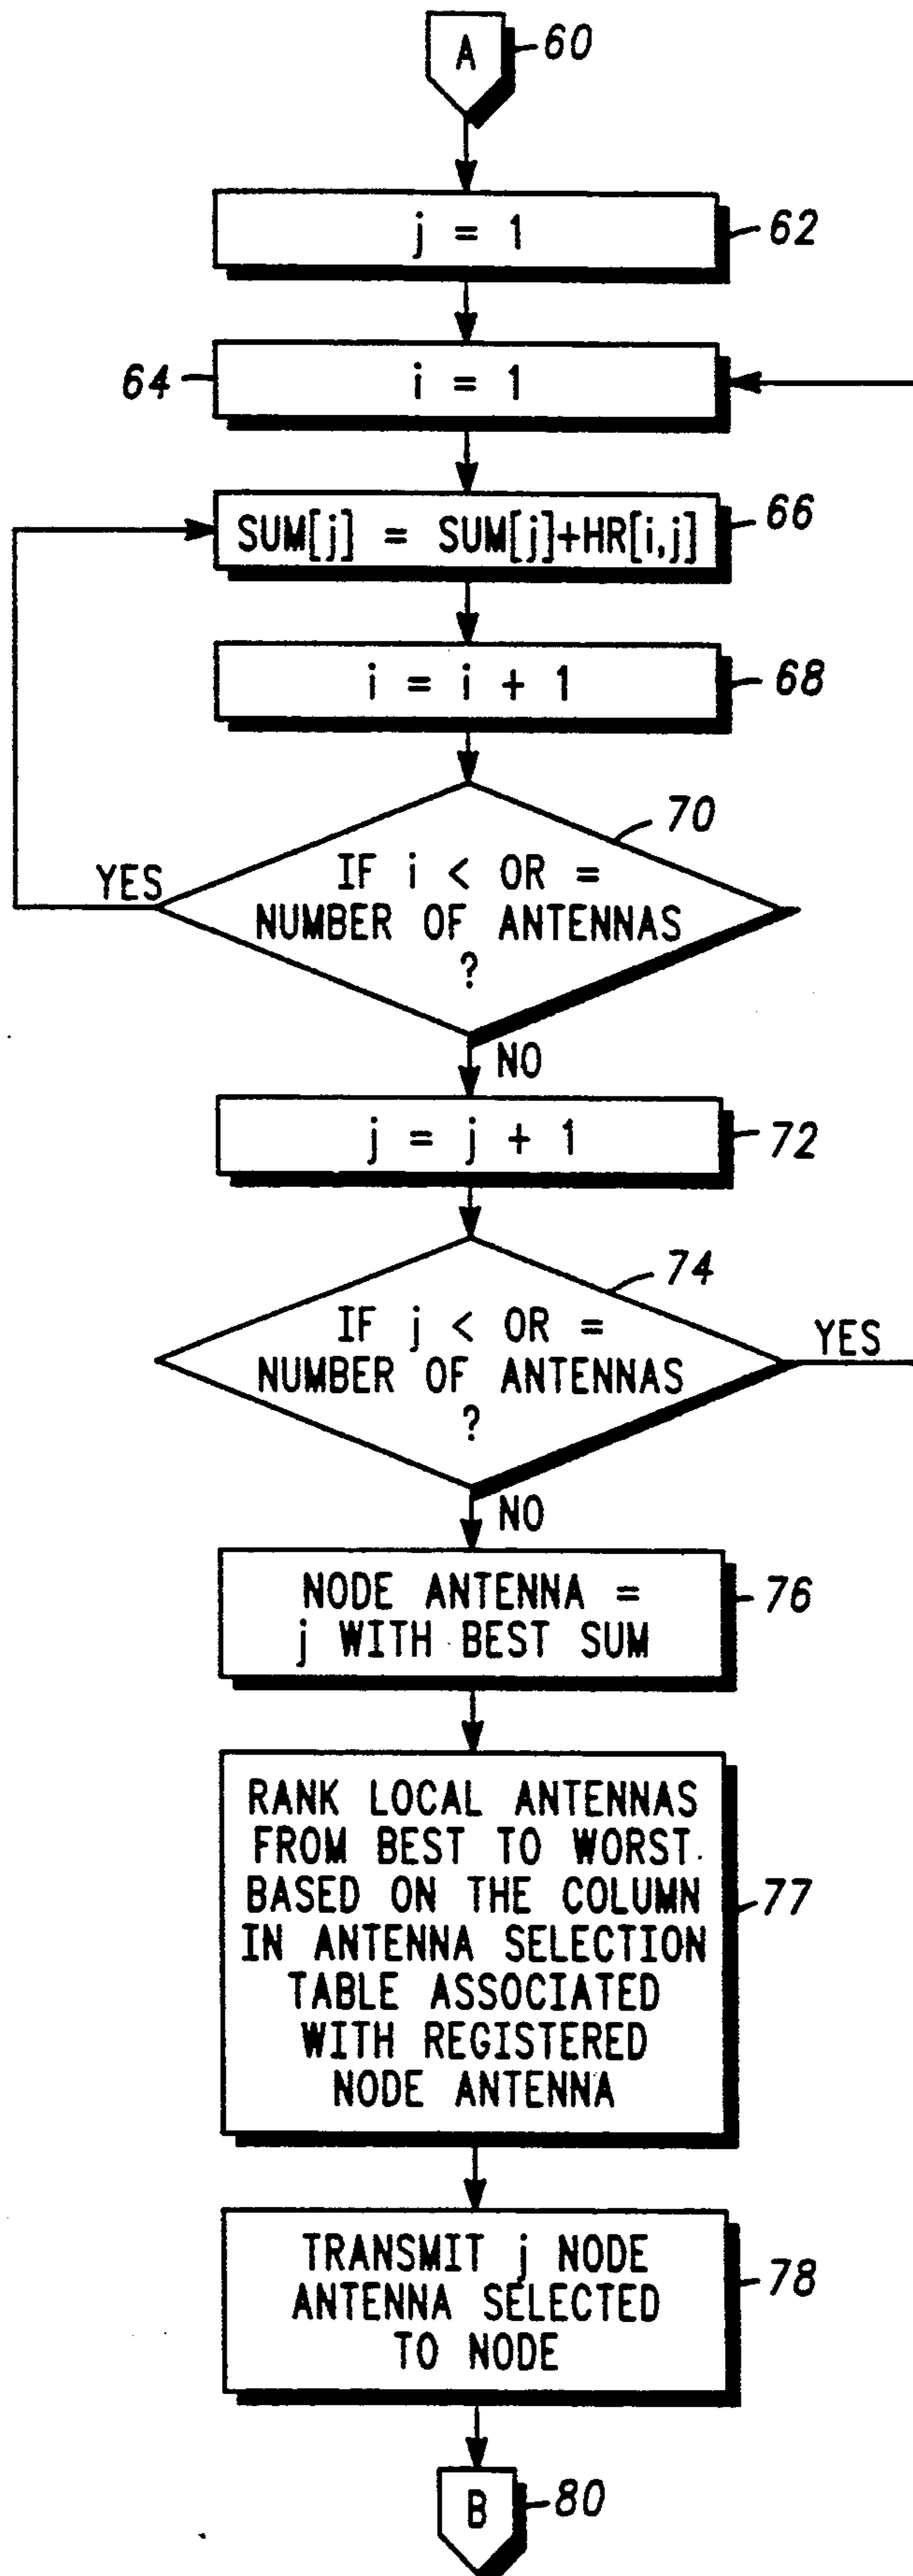 A
60
j = 1
62
64
i = 1
SUM[j] = SUM[j]+HR[i,j]
66
i = i + 1
68
70
IF i < OR =
NUMBER OF ANTENNAS
?
YES
NO
j = j + 1
72
74
IF j < OR =
NUMBER OF ANTENNAS
?
YES
NO
NODE ANTENNA =
j WITH BEST SUM
76
RANK LOCAL ANTENNAS
FROM BEST TO WORST
BASED ON THE COLUMN
IN ANTENNA SELECTION
TABLE ASSOCIATED
WITH REGISTERED
NODE ANTENNA
77
TRANSMIT j NODE
ANTENNA SELECTED
TO NODE
78
B
80